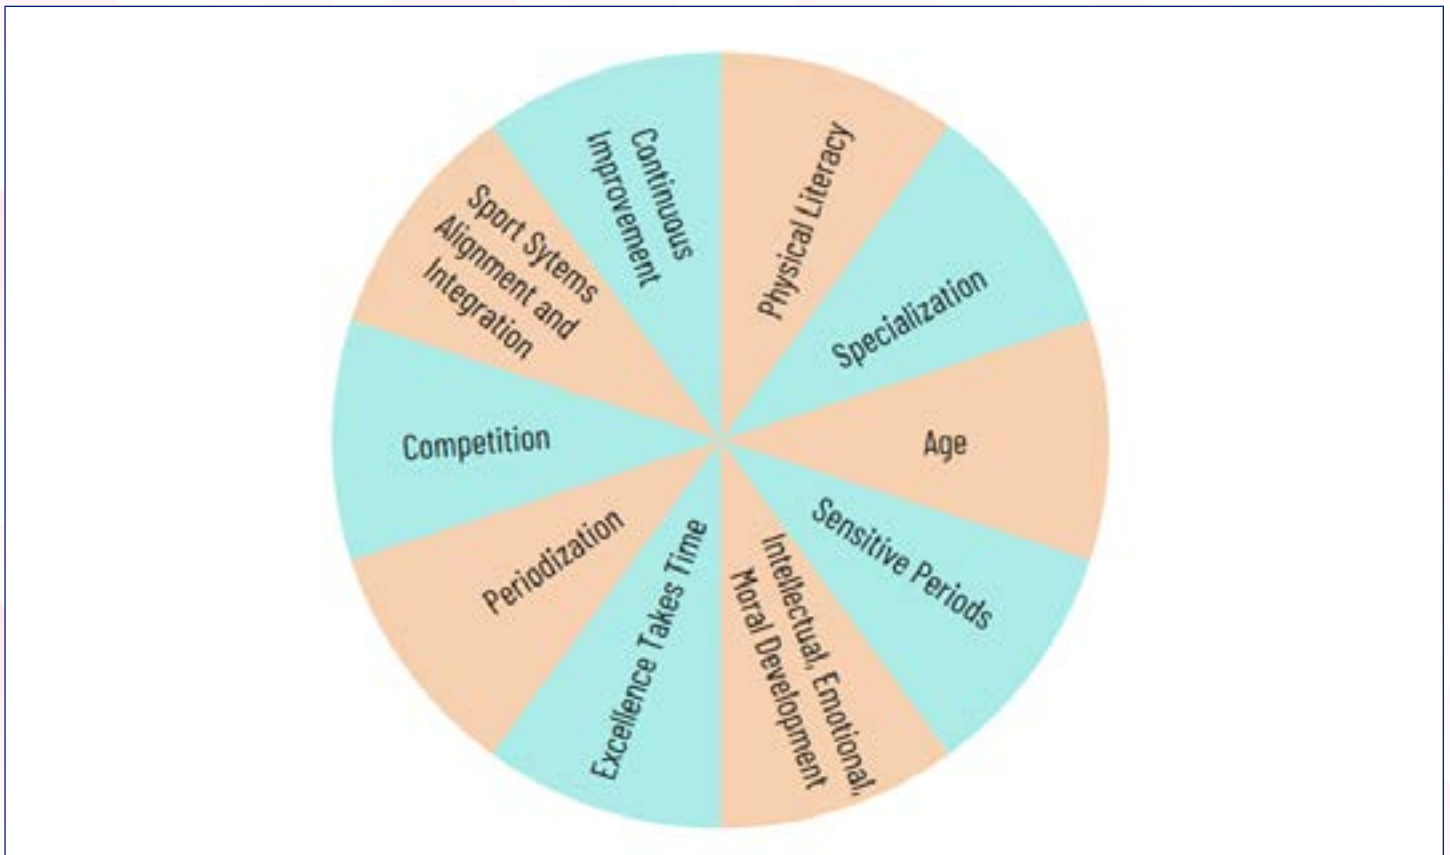 Physical Literacy
Specialization
Age
Sensitive Periods
Intellectual, Emotional,
Moral Development
Excellence Takes Time
Periodization
Competition
Sport Sytems
Alignment and
Integration
Continuous
Improvement